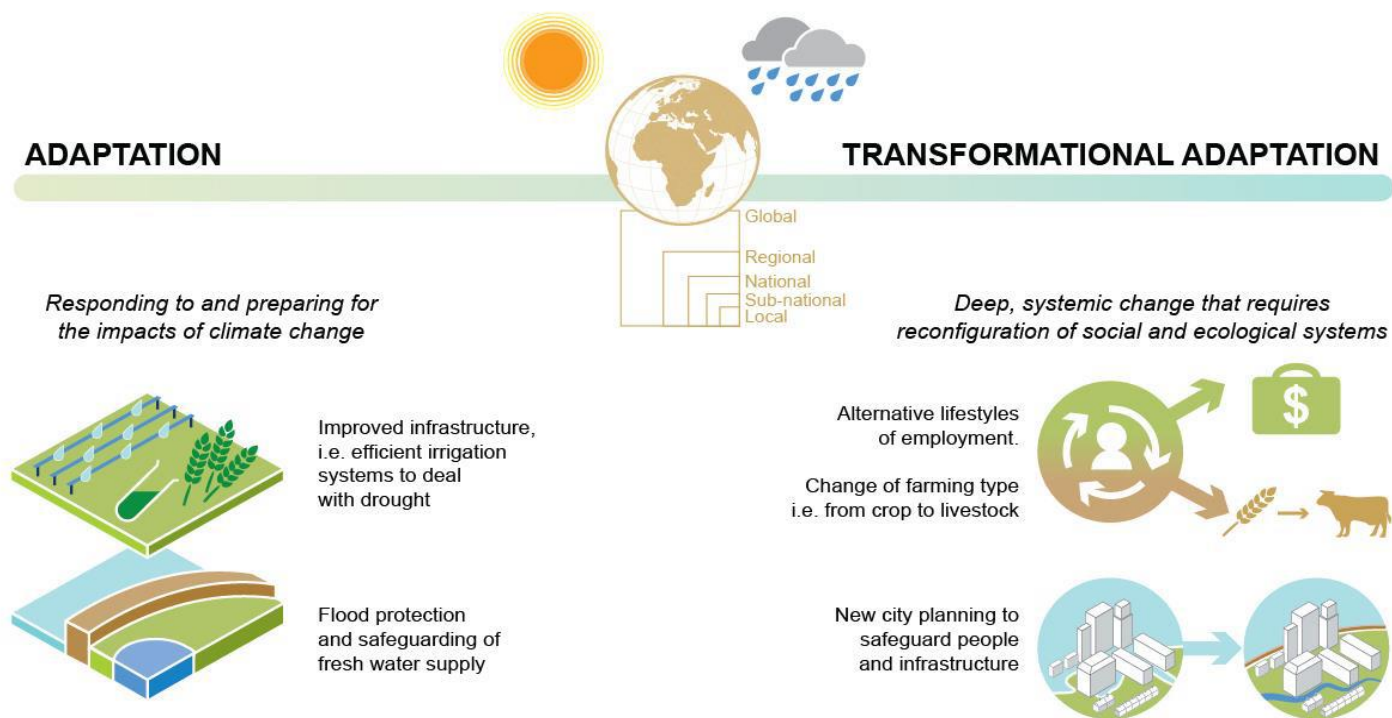 ADAPTATION
TRANSFORMATIONAL ADAPTATION
Global
Regional
National
Sub-national
Local
Responding to and preparing for
the impacts of climate change
Deep, systemic change that requires
reconfiguration of social and ecological systems
Improved infrastructure,
i.e. efficient irrigation
systems to deal
with drought
Flood protection
and safeguarding of
fresh water supply
Alternative lifestyles
of employment.
$
Change of farming type
i.e. from crop to livestock
New city planning to
safeguard people
and infrastructure